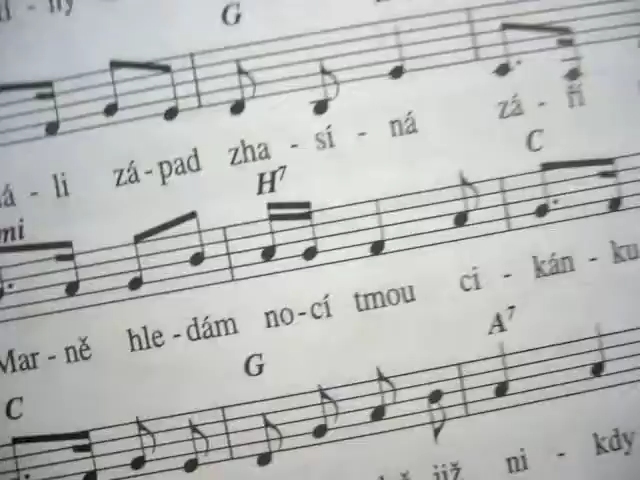 G
á - li zá - pad zha - sí - ná zá - ří
mi H7 C
Mar - ně hle - dám no - cí tmou ci - kán - ku
C G A7
již ni - kdy